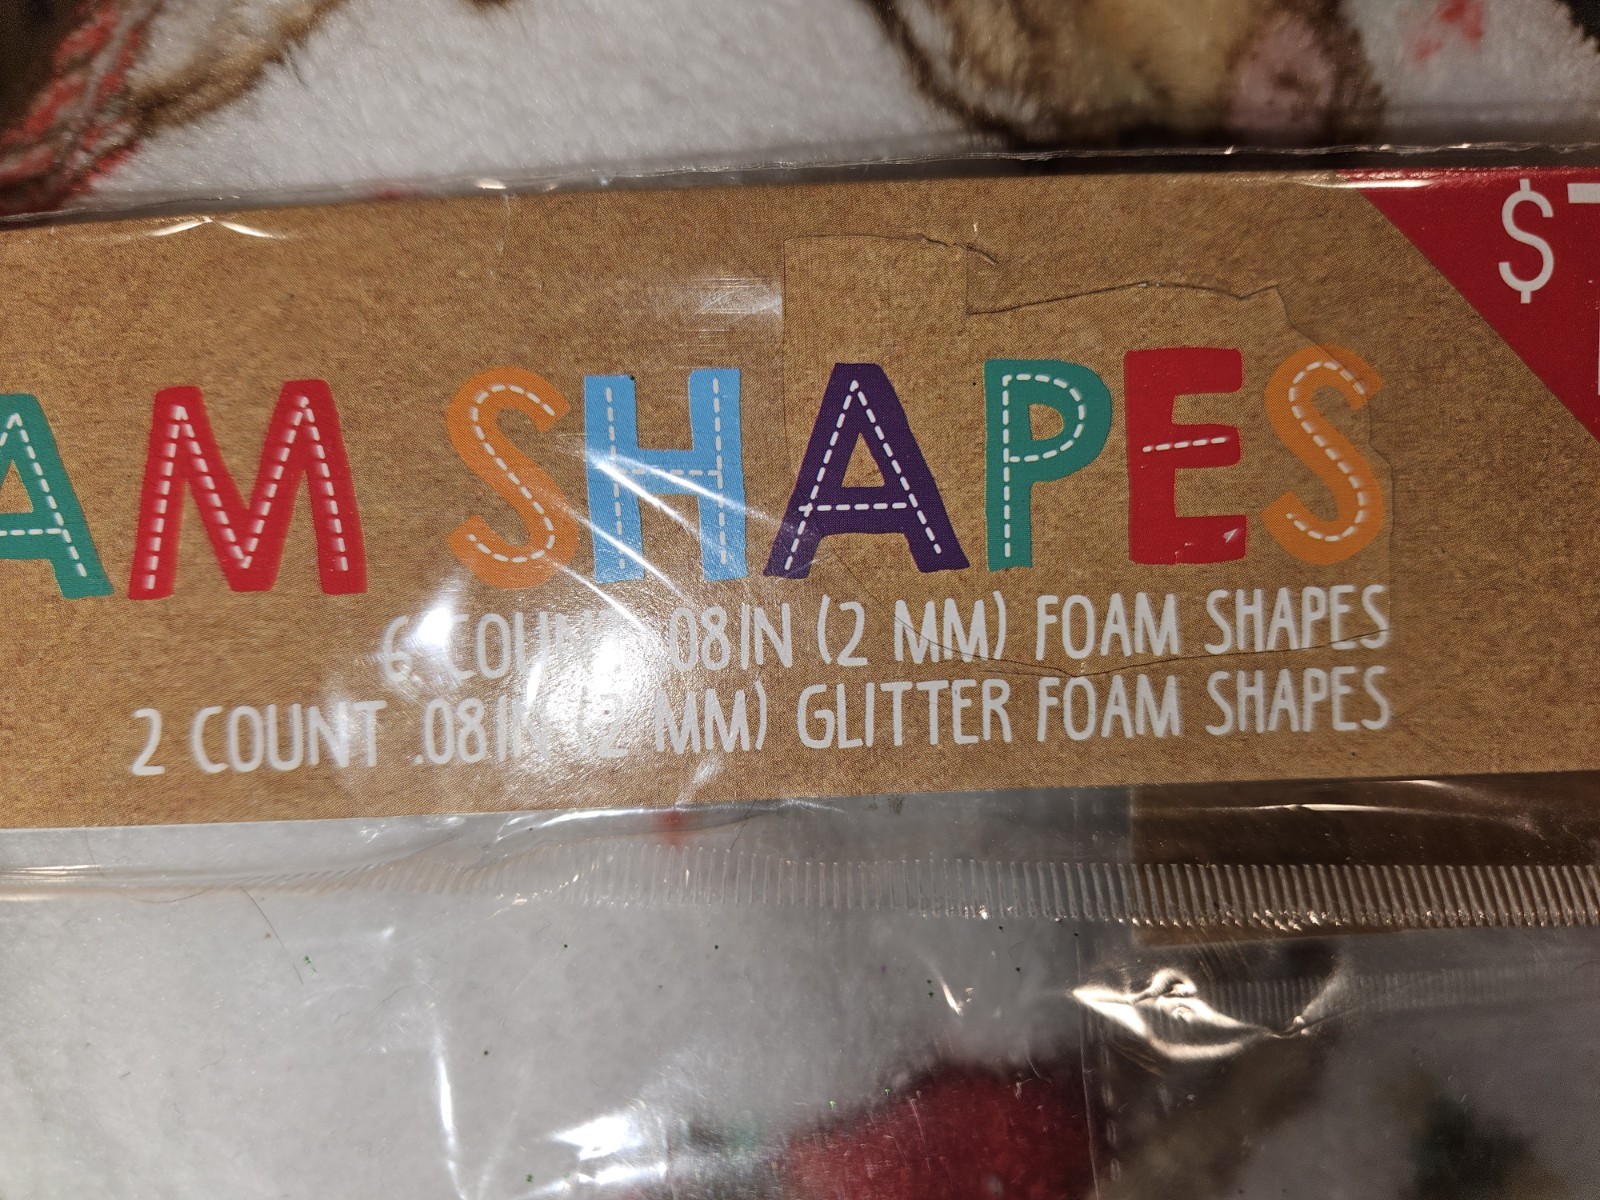 $
AM SHAPES
6 COUNT .08IN (2 MM) FOAM SHAPES
2 COUNT .08IN (2 MM) GLITTER FOAM SHAPES